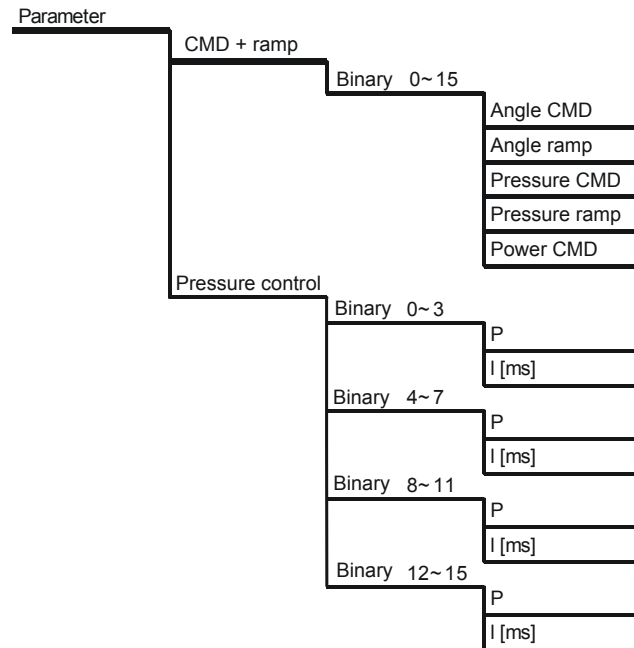 Parameter
CMD + ramp
Binary 0~15
Angle CMD
Angle ramp
Pressure CMD
Pressure ramp
Power CMD
Pressure control
Binary 0~3
P
I [ms]
Binary 4~7
P
I [ms]
Binary 8~11
P
I [ms]
Binary 12~15
P
I [ms]